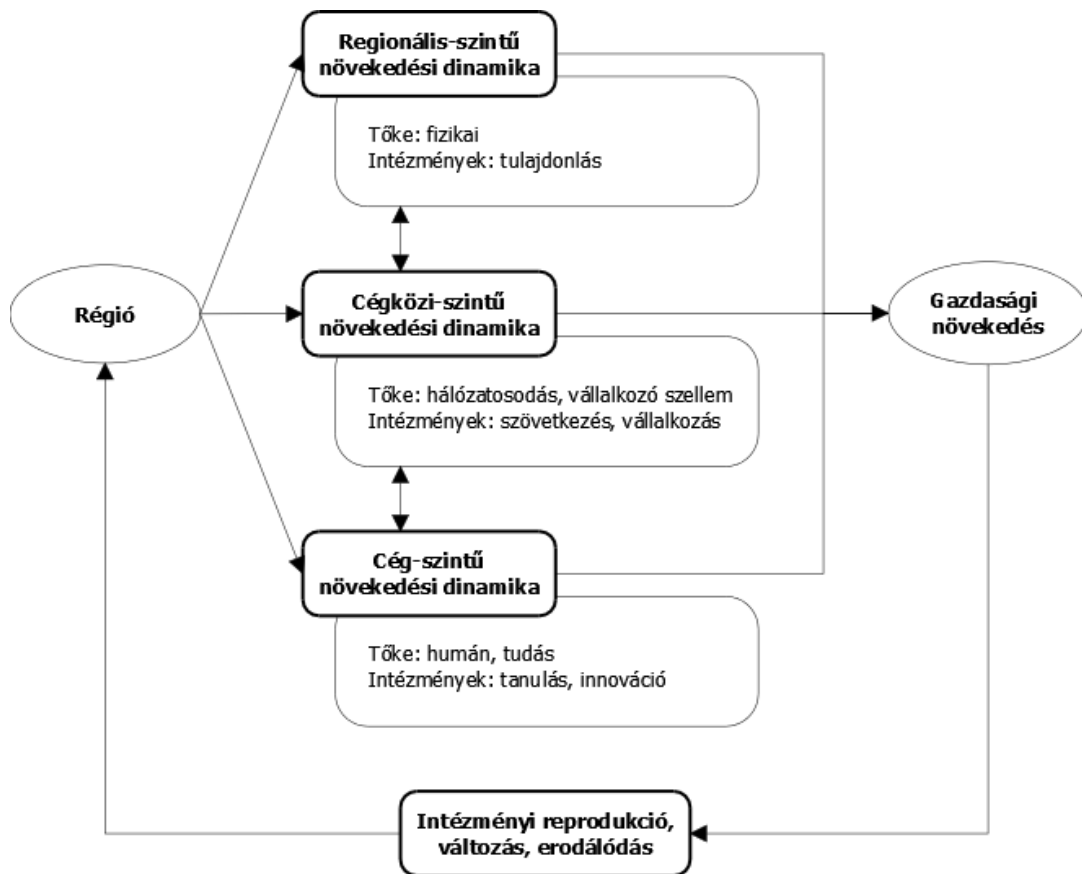 Regionális-szintű
növekedési dinamika
Tőke: fizikai
Intézmények: tulajdonlás
Régió
Cégközi-szintű
növekedési dinamika
Gazdasági
növekedés
Tőke: hálózatosodás, vállalkozó szellem
Intézmények: szövetkezés, vállalkozás
Cég-szintű
növekedési dinamika
Tőke: humán, tudás
Intézmények: tanulás, innováció
Intézményi reprodukció,
változás, erodálódás